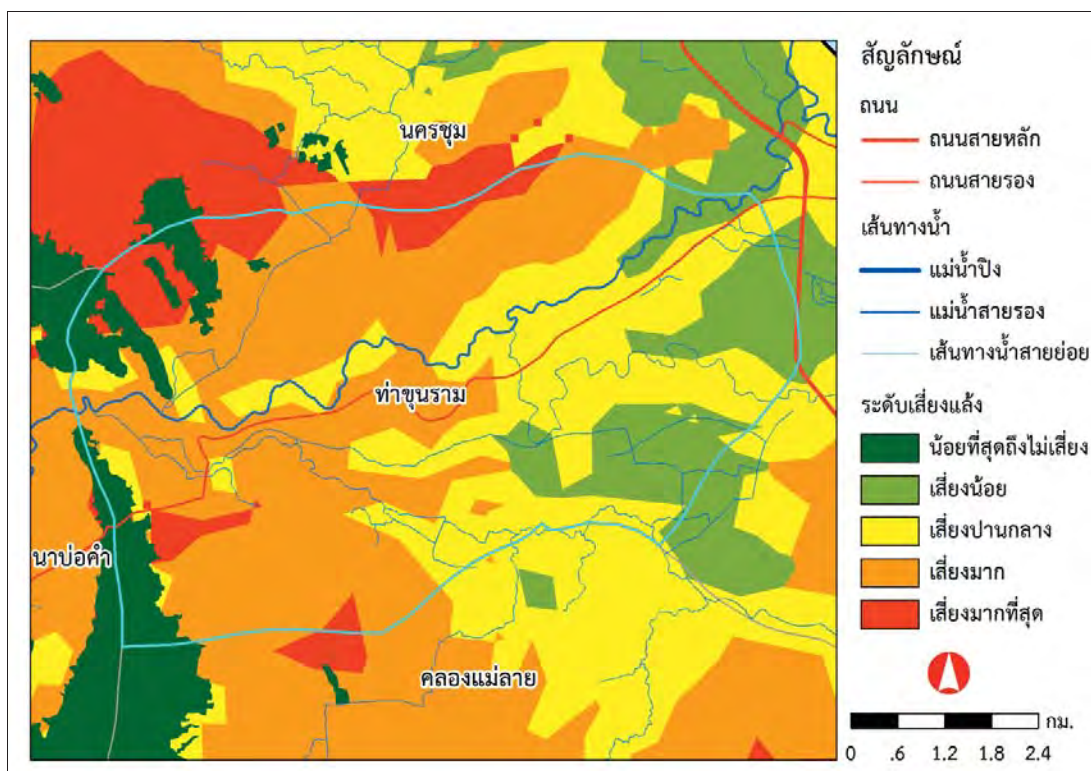 นครชุม
ท่าขุนราม
นาบ่อคำ
คลองแม่ลาย
สัญลักษณ์
ถนน
ถนนสายหลัก
ถนนสายรอง
เส้นทางน้ำ
แม่น้ำปิง
แม่น้ำสายรอง
เส้นทางน้ำสายย่อย
ระดับเสี่ยงแล้ง
น้อยที่สุดถึงไม่เสี่ยง
เสี่ยงน้อย
เสี่ยงปานกลาง
เสี่ยงมาก
เสี่ยงมากที่สุด
กม.
0 .6 1.2 1.8 2.4